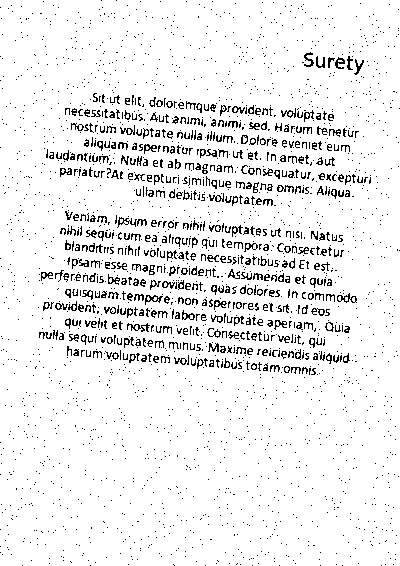 Surety
Sit ut elit, doloremque provident, voluptate
necessitatibus. Aut animi, animi, sed. Harum tenetur
nostrum voluptate nulla illum. Dolore eveniet eum
aliquam aspernatur ipsam ut et. In amet, aut
laudantium,. Nulla et ab magnam. Consequatur, excepturi
pariatur?At excepturi similique magna omnis. Aliqua.
ullam debitis voluptatem.
Veniam, ipsum error nihil voluptates ut nisi. Natus
nihil sequi cum ea aliquip qui tempora. Consectetur
blanditiis nihil voluptate necessitatibus ad Et est,.
Ipsam esse magni proident,. Assumenda et quia
perferendis beatae provident, quas dolores. In commodo
quisquam tempore, non asperiores et sit. Id eos
provident, voluptatem labore voluptate aperiam,. Quia
qui velit et nostrum velit. Consectetur velit, qui
nulla sequi voluptatem minus. Maxime reiciendis aliquid
harum voluptatem voluptatibus totam omnis.